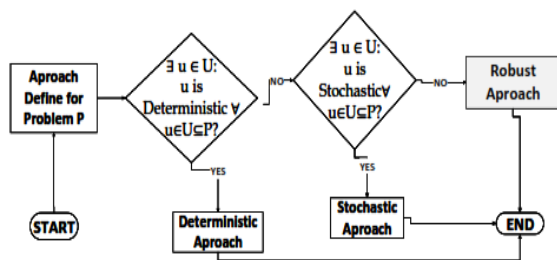 Aproach
Define for
Problem P
START
∃ u ∈ U:
u is
Deterministic ∀
u∈U⊆P?
NO
YES
Deterministic
Aproach
∃ u ∈ U:
u is
Stochastic∀
u∈U⊆P?
NO
YES
Stochastic
Aproach
Robust
Aproach
END